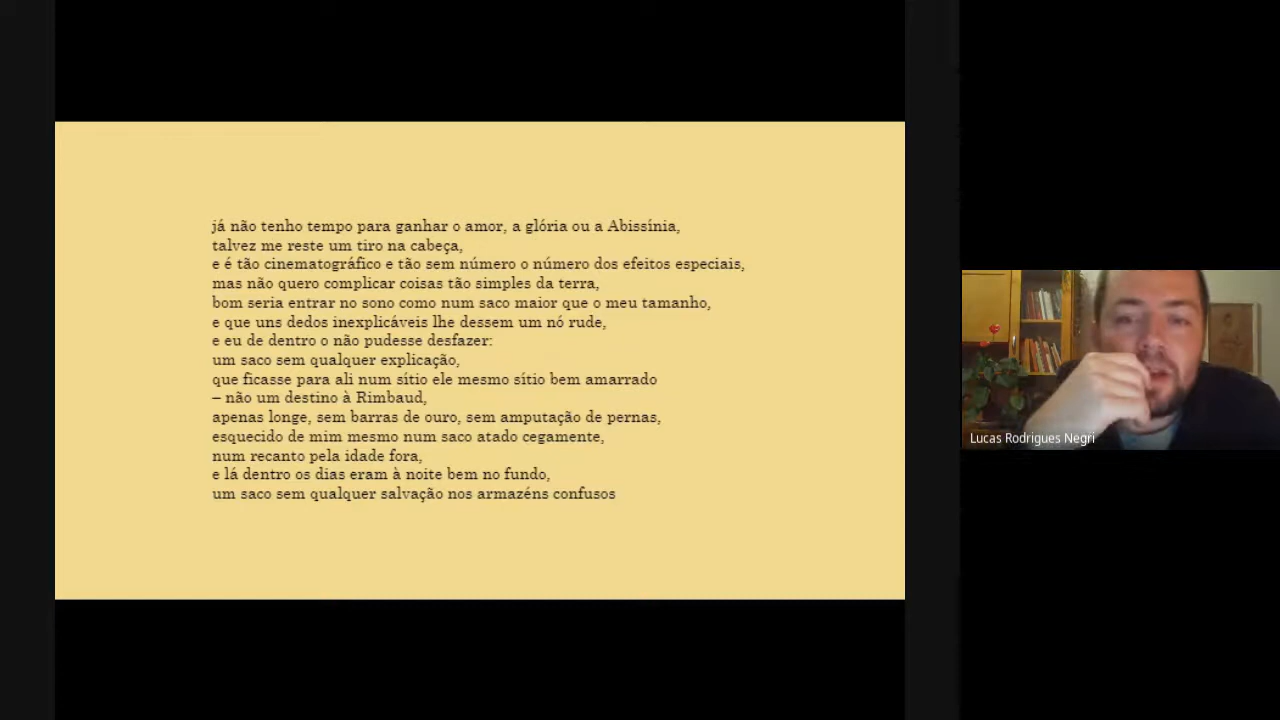 já não tenho tempo para ganhar o amor, a glória ou a Abissínia,
talvez me reste um tiro na cabeça,
e é tão cinematográfico e tão sem número o número dos efeitos especiais,
mas não quero complicar coisas tão simples da terra,
bom seria entrar no sono como num saco maior que o meu tamanho,
e que uns dedos inexplicáveis lhe dessem um nó rude,
e eu de dentro o não pudesse desfazer:
um saco sem qualquer explicação,
que ficasse para ali num sítio ele mesmo sítio bem amarrado
– não um destino à Rimbaud,
apenas longe, sem barras de ouro, sem amputação de pernas,
esquecido de mim mesmo num saco atado cegamente,
num recanto pela idade fora,
e lá dentro os dias eram à noite bem no fundo,
um saco sem qualquer salvação nos armazéns confusos
Lucas Rodrigues Negri